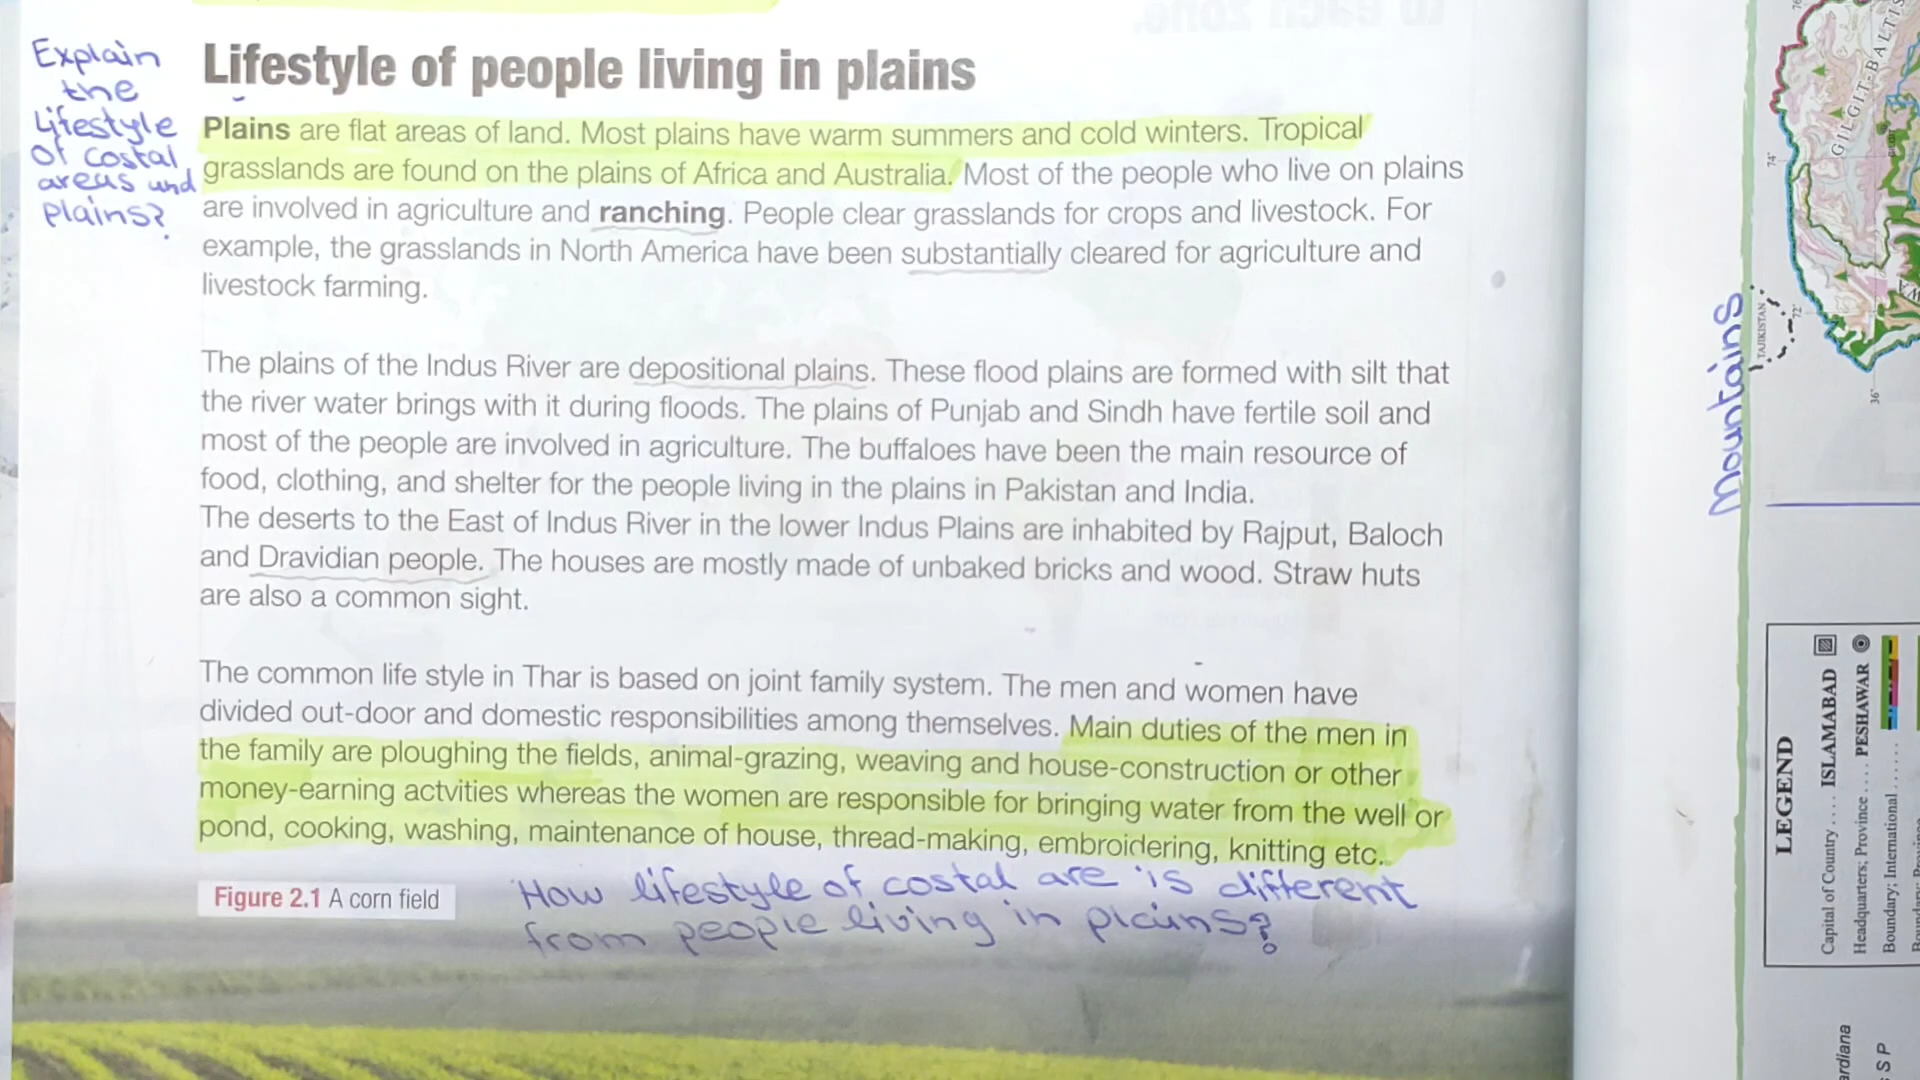 to each zone.
Explain
the
Lifestyle
Of costal
areas and
plains?
Lifestyle of people living in plains
Plains are flat areas of land. Most plains have warm summers and cold winters. Tropical
grasslands are found on the plains of Africa and Australia. Most of the people who live on plains
are involved in agriculture and ranching. People clear grasslands for crops and livestock. For
example, the grasslands in North America have been substantially cleared for agriculture and
livestock farming.
The plains of the Indus River are depositional plains. These flood plains are formed with silt that
the river water brings with it during floods. The plains of Punjab and Sindh have fertile soil and
most of the people are involved in agriculture. The buffaloes have been the main resource of
food, clothing, and shelter for the people living in the plains in Pakistan and India.
The deserts to the East of Indus River in the lower Indus Plains are inhabited by Rajput, Baloch
and Dravidian people. The houses are mostly made of unbaked bricks and wood. Straw huts
are also a common sight.
The common life style in Thar is based on joint family system. The men and women have
divided out-door and domestic responsibilities among themselves. Main duties of the men in
the family are ploughing the fields, animal-grazing, weaving and house-construction or other
money-earning actvities whereas the women are responsible for bringing water from the well or
pond, cooking, washing, maintenance of house, thread-making, embroidering, knitting etc.
Figure 2.1 A corn field
How lifestyle of costal are is different
from people living in plains?
Mountains
GILGIT-BALTIS
TAJIKISTAN
74°
72°
36°
LEGEND
Capital of Country .... ISLAMABAD
Headquarters; Province .... PESHAWAR
Boundary; International ......
ardiana
S P